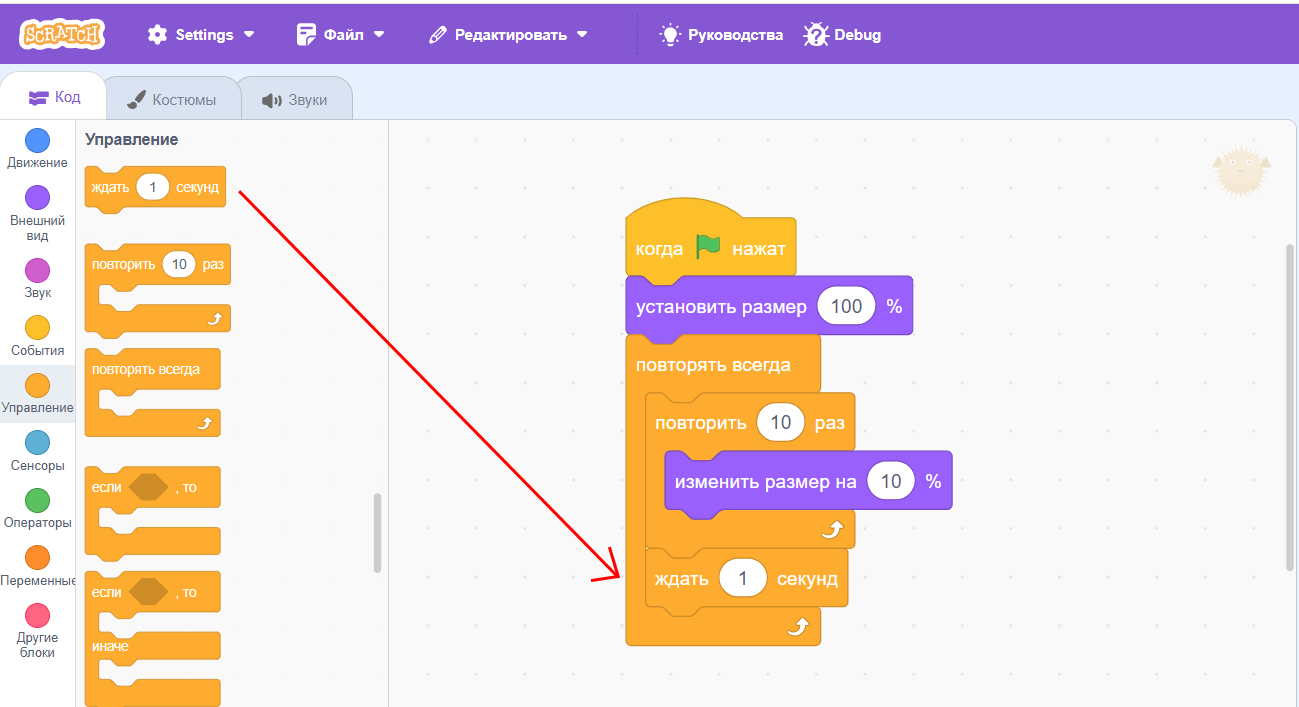 SCRATCH Settings Файл Редактировать Руководства Debug
Код Костюмы Звуки
Движение
Внешний
вид
Звук
События
Управление
Сенсоры
Операторы
Переменные
Другие
блоки
Управление
ждать 1 секунд
повторить 10 раз
повторять всегда
если , то
если , то
иначе
когда нажат
установить размер 100 %
повторять всегда
повторить 10 раз
изменить размер на 10 %
ждать 1 секунд